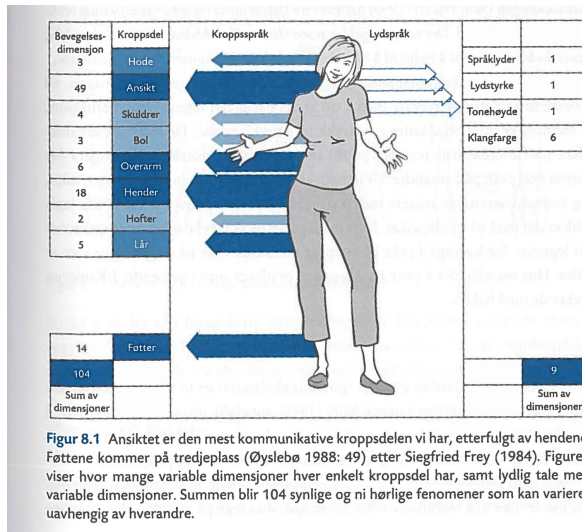 Bevegelses-
dimensjon
Kroppsdel
Kroppsspråk
Lydspråk
3 Hode
49 Ansikt
4 Skuldrer
3 Bol
6 Overarm
18 Hender
2 Hofter
5 Lår
14 Føtter
104
Sum av
dimensjoner
Språklyder 1
Lydstyrke 1
Tonehøyde 1
Klangfarge 6
9
Sum av
dimensjoner
Figur 8.1 Ansiktet er den mest kommunikative kroppsdelen vi har, etterfulgt av hendene
Føttene kommer på tredjeplass (Øyslebø 1988: 49) etter Siegfried Frey (1984). Figure
viser hvor mange variable dimensjoner hver enkelt kroppsdel har, samt lydlig tale me
variable dimensjoner. Summen blir 104 synlige og ni hørlige fenomener som kan variere
uavhengig av hverandre.